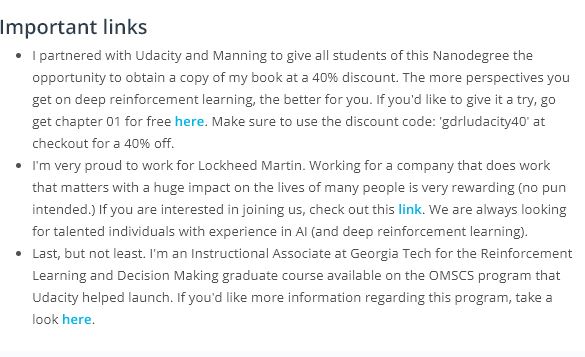 Important links
• I partnered with Udacity and Manning to give all students of this Nanodegree the
opportunity to obtain a copy of my book at a 40% discount. The more perspectives you
get on deep reinforcement learning, the better for you. If you'd like to give it a try, go
get chapter 01 for free here. Make sure to use the discount code: 'gdrludacity40' at
checkout for a 40% off.
• I'm very proud to work for Lockheed Martin. Working for a company that does work
that matters with a huge impact on the lives of many people is very rewarding (no pun
intended.) If you are interested in joining us, check out this link. We are always looking
for talented individuals with experience in AI (and deep reinforcement learning).
• Last, but not least. I'm an Instructional Associate at Georgia Tech for the Reinforcement
Learning and Decision Making graduate course available on the OMSCS program that
Udacity helped launch. If you'd like more information regarding this program, take a
look here.